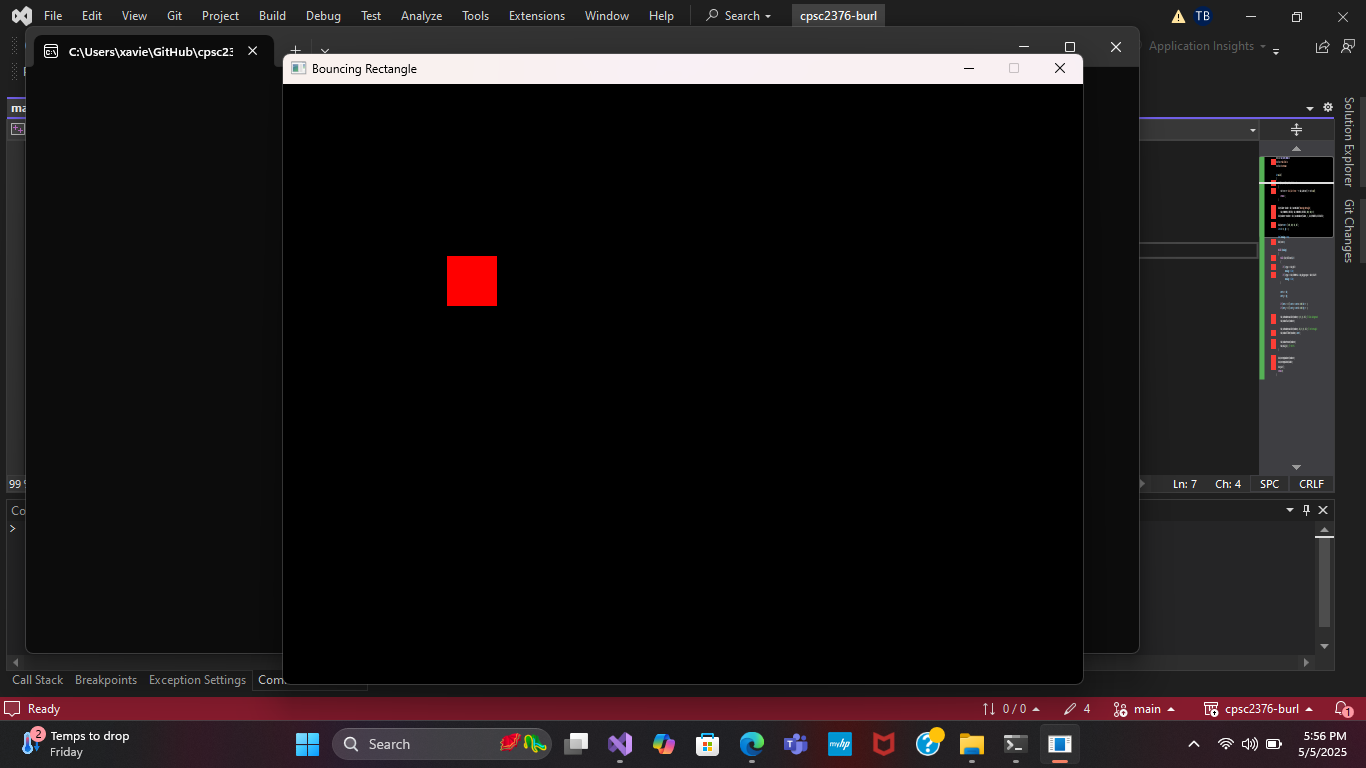 File Edit View Git Project Build Debug Test Analyze Tools Extensions Window Help Search cpsc2376-burl TB
C:\Users\xavie\GitHub\cpsc23
Application Insights
Bouncing Rectangle
Solution Explorer
Git Changes
99
Ln: 7 Ch: 4 SPC CRLF
Call Stack Breakpoints Exception Settings
Ready 0 / 0 4 main cpsc2376-burl 1
2
Temps to drop
Friday
Search
myhp
5:56 PM
5/5/2025